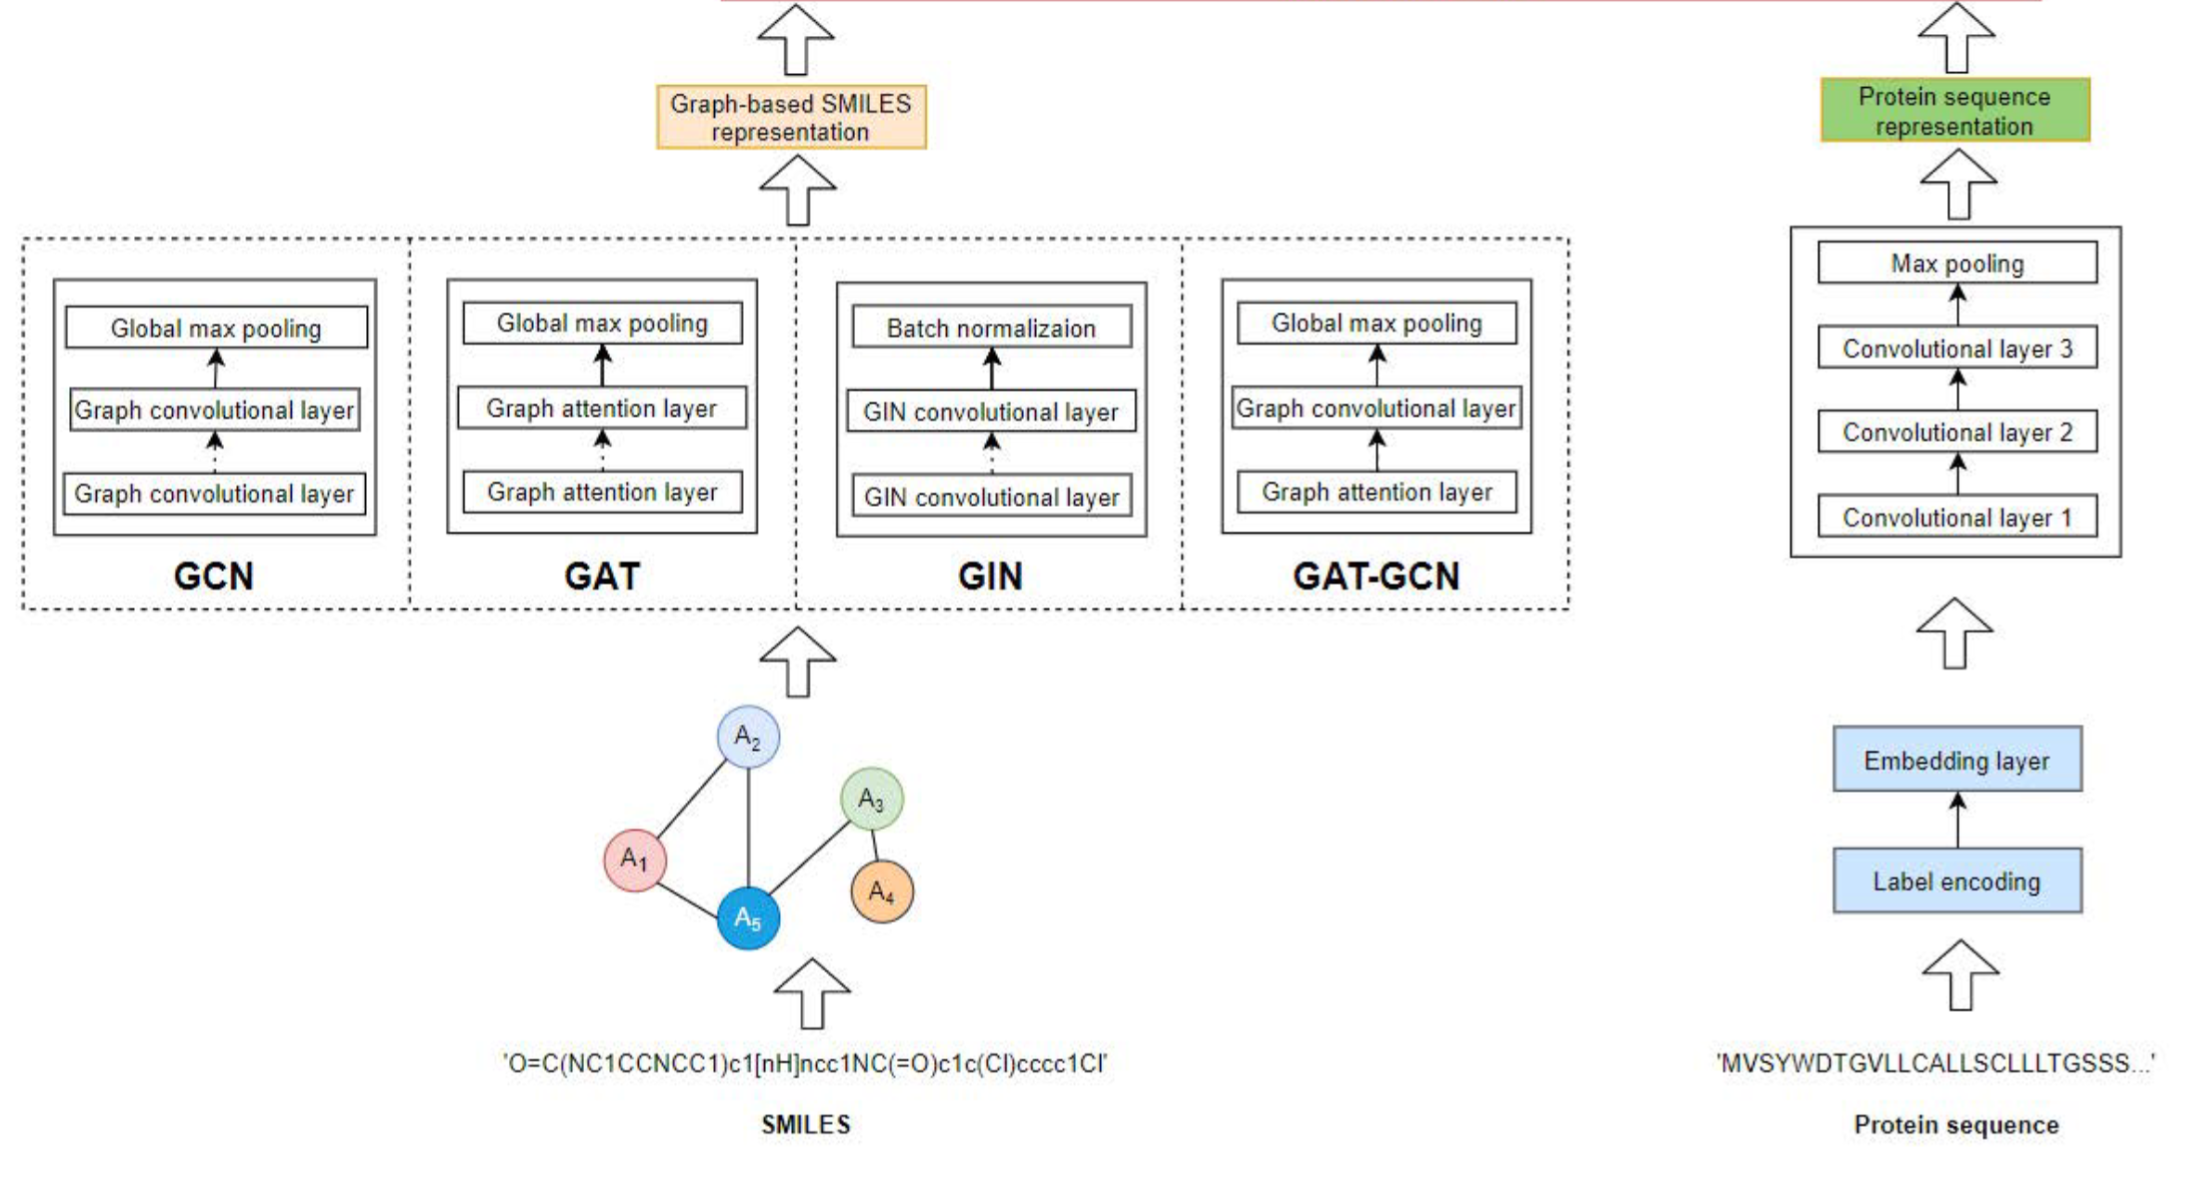 Graph-based SMILES
representation
Protein sequence
representation
Global max pooling
Graph convolutional layer
Graph convolutional layer
GCN
Global max pooling
Graph attention layer
Graph attention layer
GAT
Batch normalizaion
GIN convolutional layer
GIN convolutional layer
GIN
Global max pooling
Graph convolutional layer
Graph attention layer
GAT-GCN
Max pooling
Convolutional layer 3
Convolutional layer 2
Convolutional layer 1
A2
A3
A1
A4
A5
Embedding layer
Label encoding
'O=C(NC1CCNCC1)c1[nH]ncc1NC(=O)c1c(Cl)cccc1Cl'
SMILES
'MVSYWDTGVLLCALLSCLLLTGSSS...'
Protein sequence